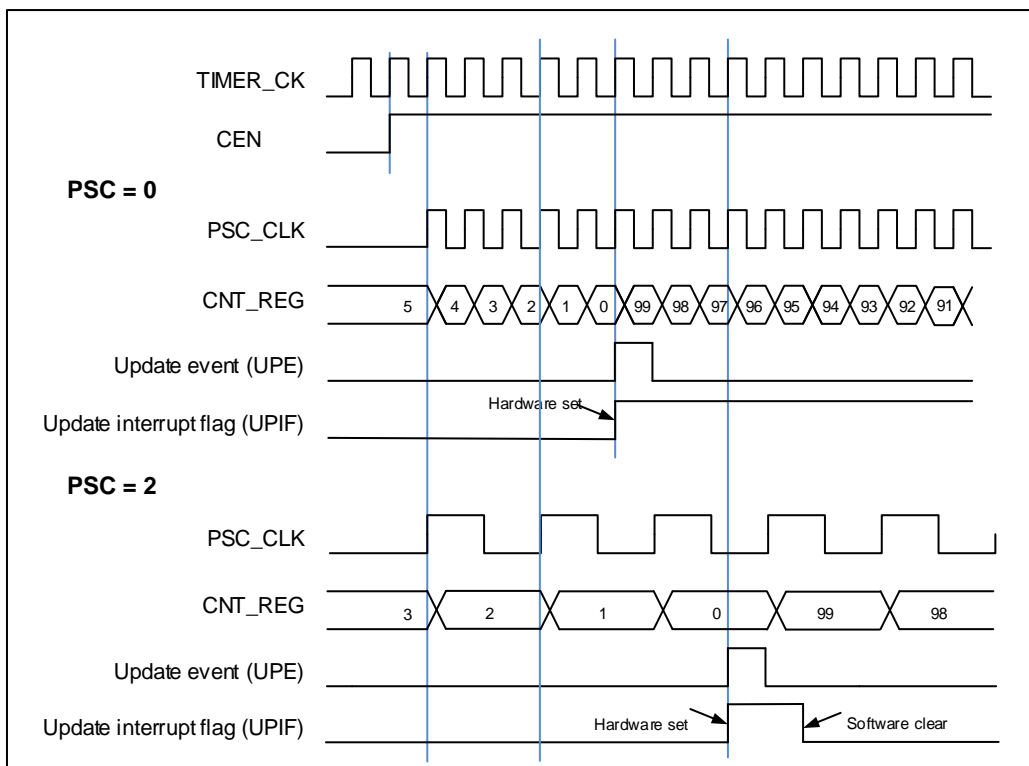 TIMER_CK
CEN
PSC = 0
PSC_CLK
CNT_REG 5 4 3 2 1 0 99 98 97 96 95 94 93 92 91
Update event (UPE)
Hardware set
Update interrupt flag (UPIF)
PSC = 2
PSC_CLK
CNT_REG 3 2 1 0 99 98
Update event (UPE)
Update interrupt flag (UPIF) Hardware set Software clear